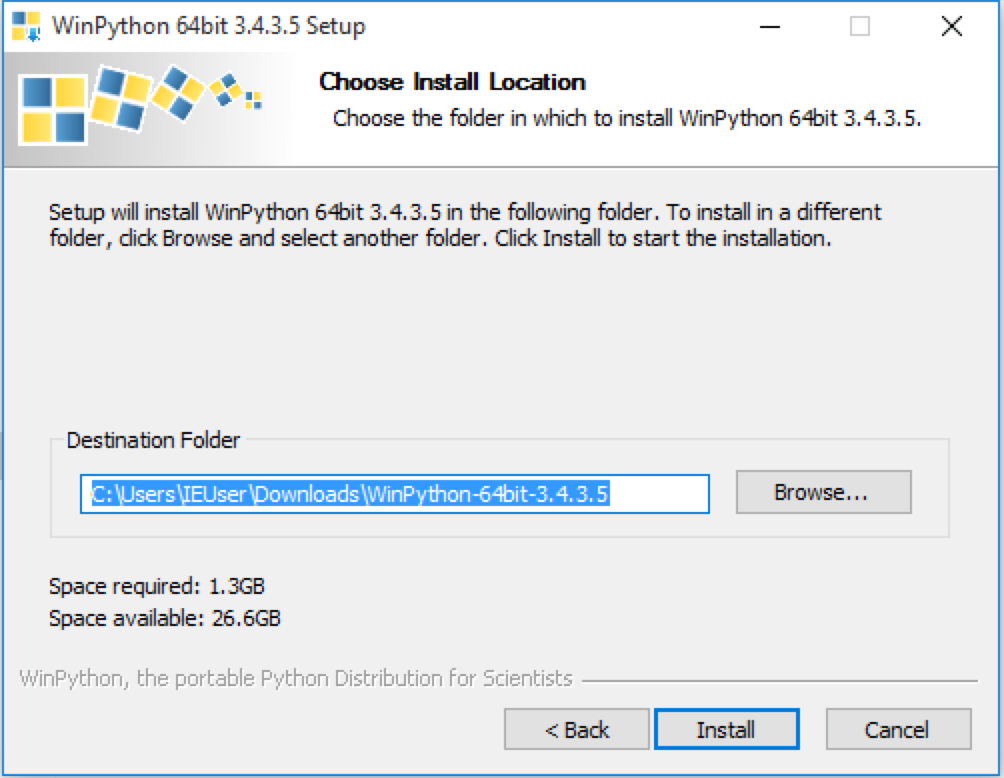 WinPython 64bit 3.4.3.5 Setup
Choose Install Location
Choose the folder in which to install WinPython 64bit 3.4.3.5.
Setup will install WinPython 64bit 3.4.3.5 in the following folder. To install in a different
folder, click Browse and select another folder. Click Install to start the installation.
Destination Folder
C:\Users\IEUser\Downloads\WinPython-64bit-3.4.3.5
Browse...
Space required: 1.3GB
Space available: 26.6GB
WinPython, the portable Python Distribution for Scientists
< Back
Install
Cancel